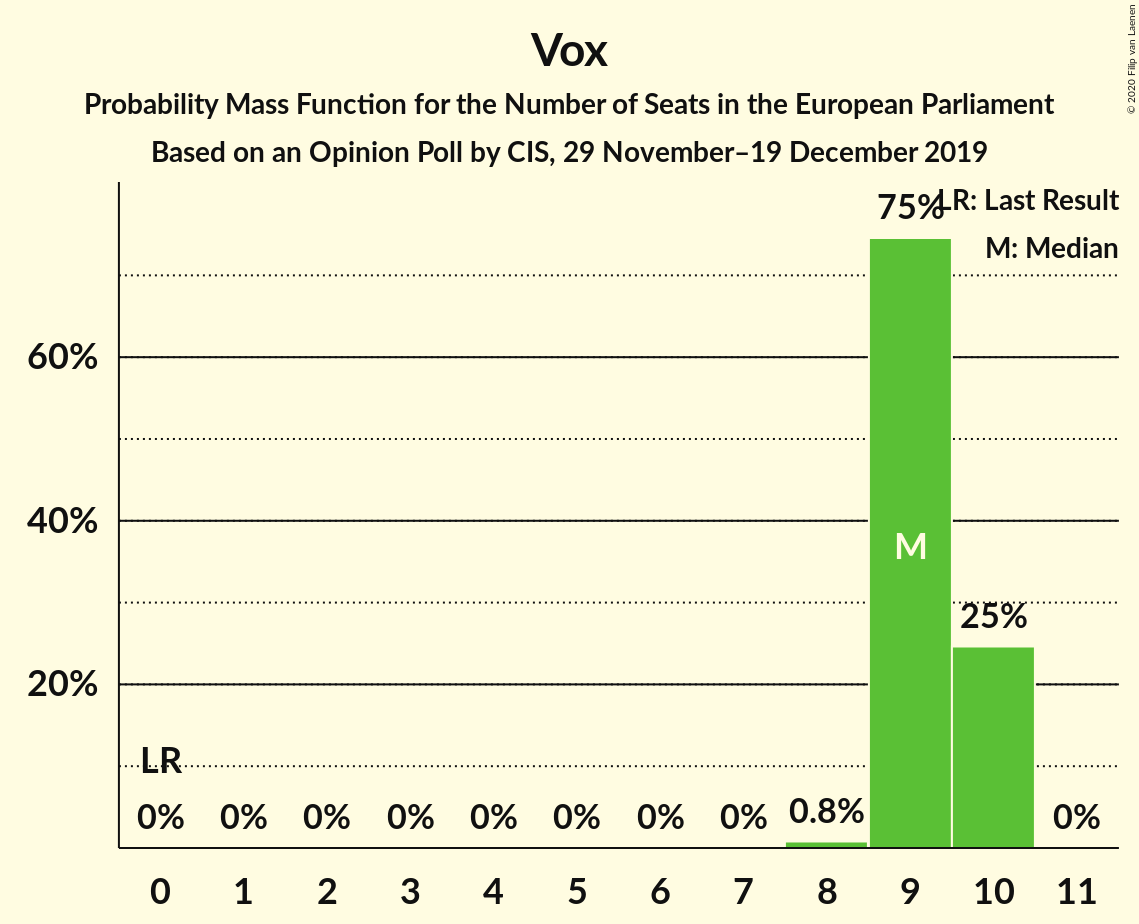 Vox
Probability Mass Function for the Number of Seats in the European Parliament
Based on an Opinion Poll by CIS, 29 November–19 December 2019
© 2020 Filip van Laenen
LR: Last Result
M: Median
75%
60%
40%
M
25%
20%
LR
0% 0% 0% 0% 0% 0% 0% 0% 0.8% 0%
0 1 2 3 4 5 6 7 8 9 10 11